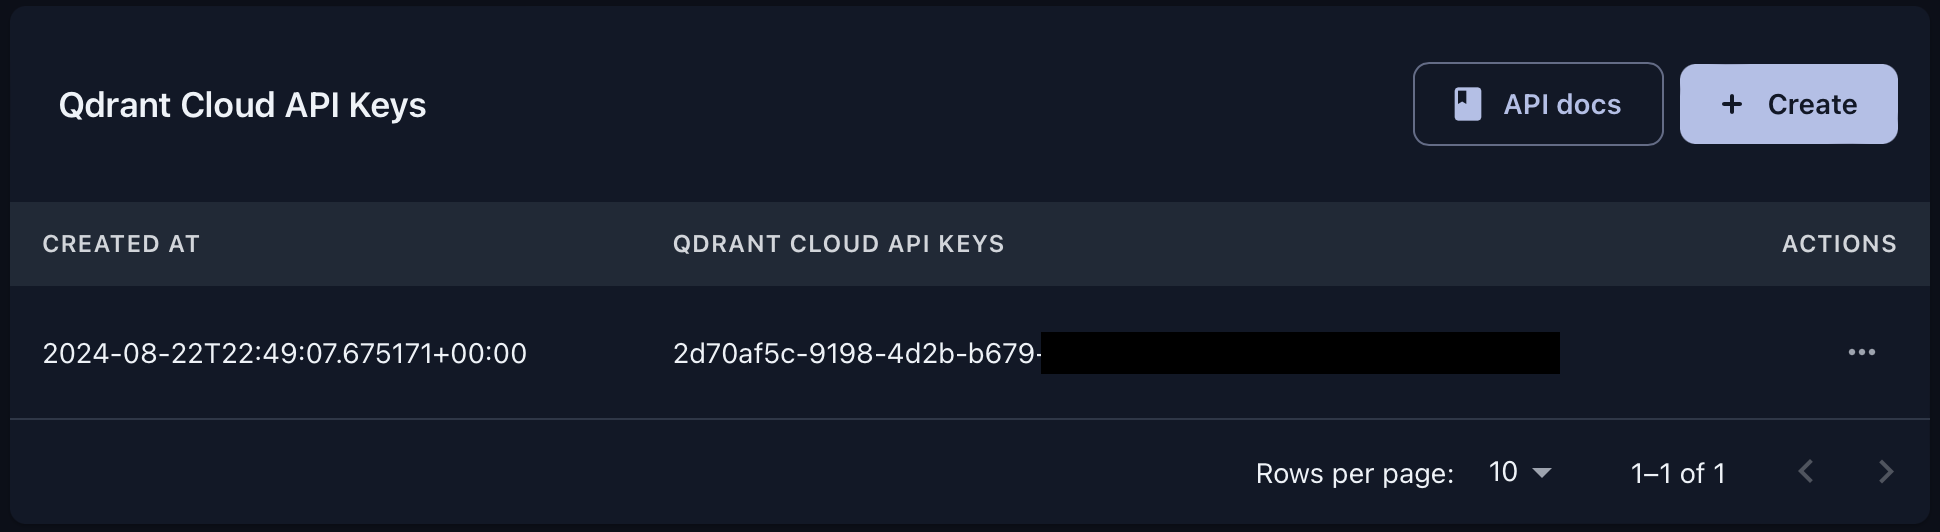 Qdrant Cloud API Keys
API docs
+ Create
CREATED AT QDRANT CLOUD API KEYS ACTIONS
2024-08-22T22:49:07.675171+00:00 2d70af5c-9198-4d2b-b679-
Rows per page: 10 1–1 of 1